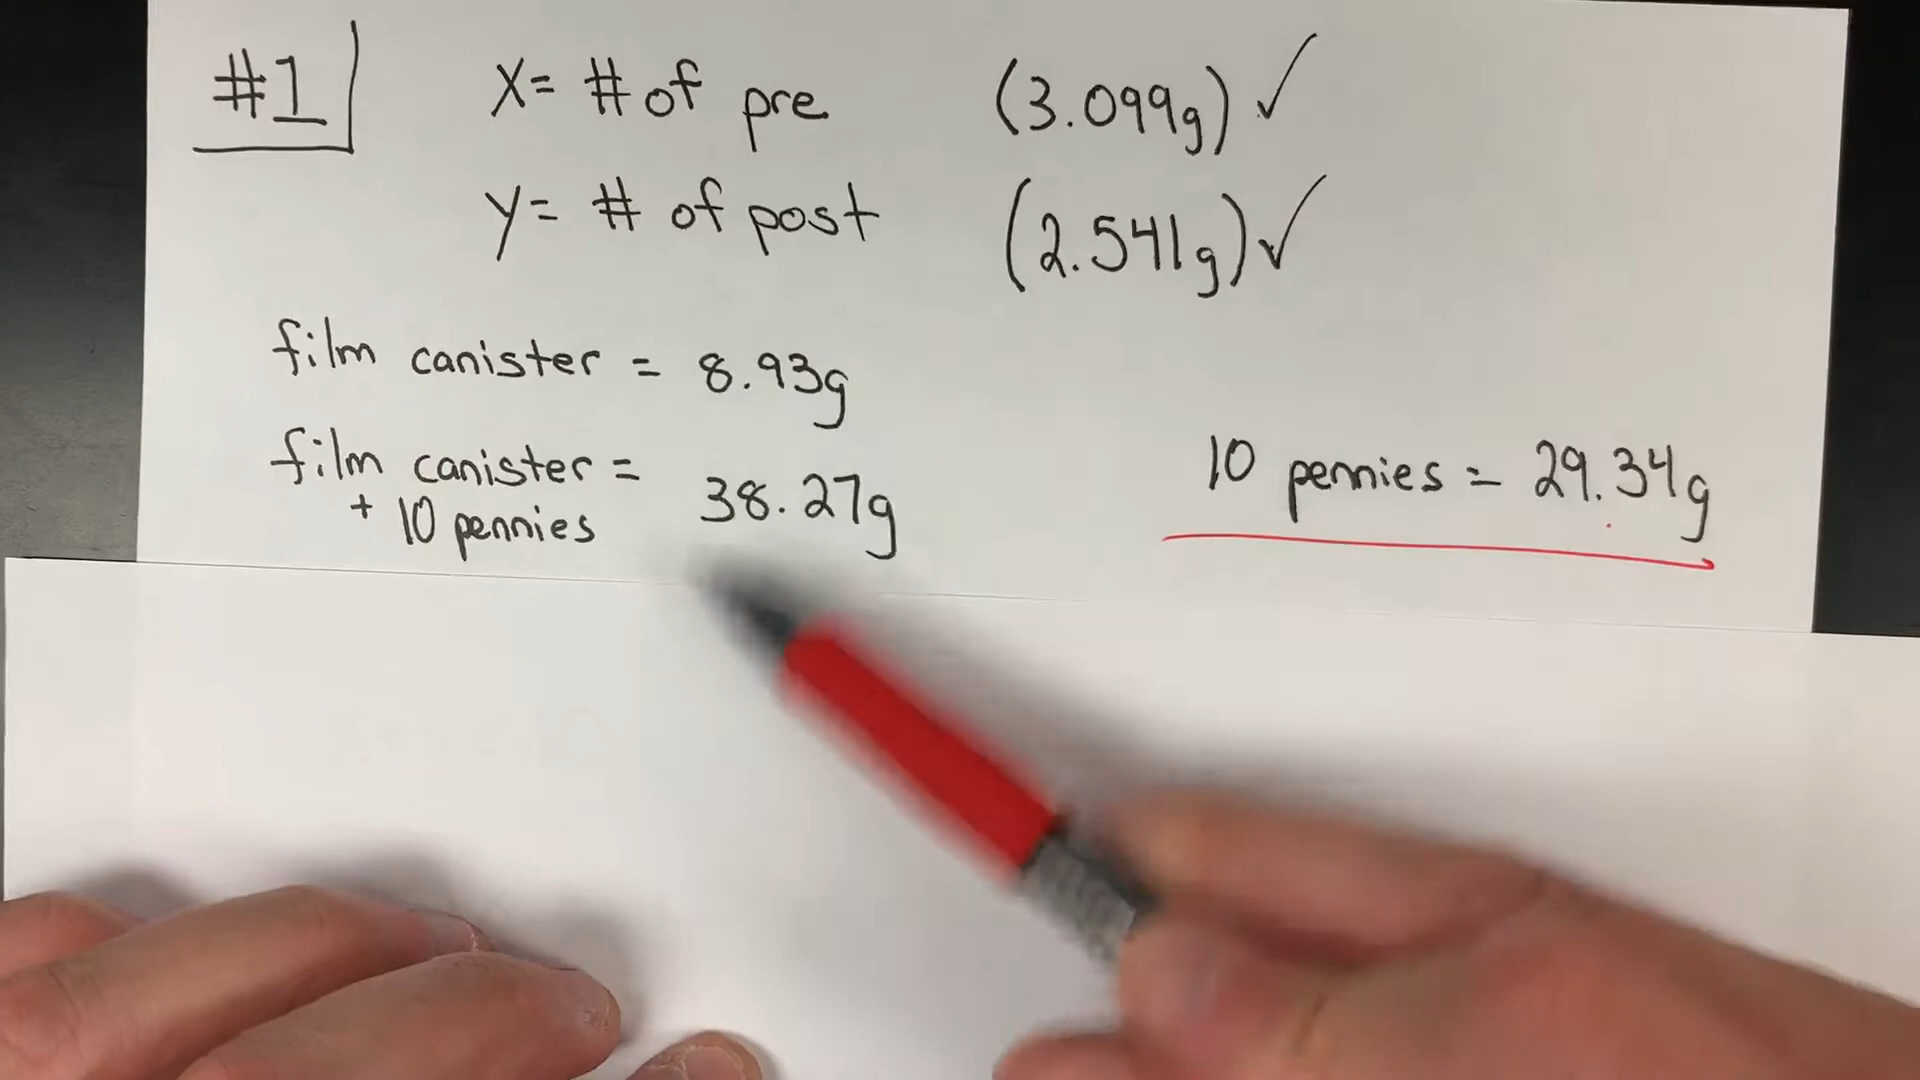 #1
X = # of pre (3.099g) ✓
y = # of post (2.541g) ✓
film canister = 8.93g
film canister = 38.27g
+ 10 pennies
10 pennies = 29.34g